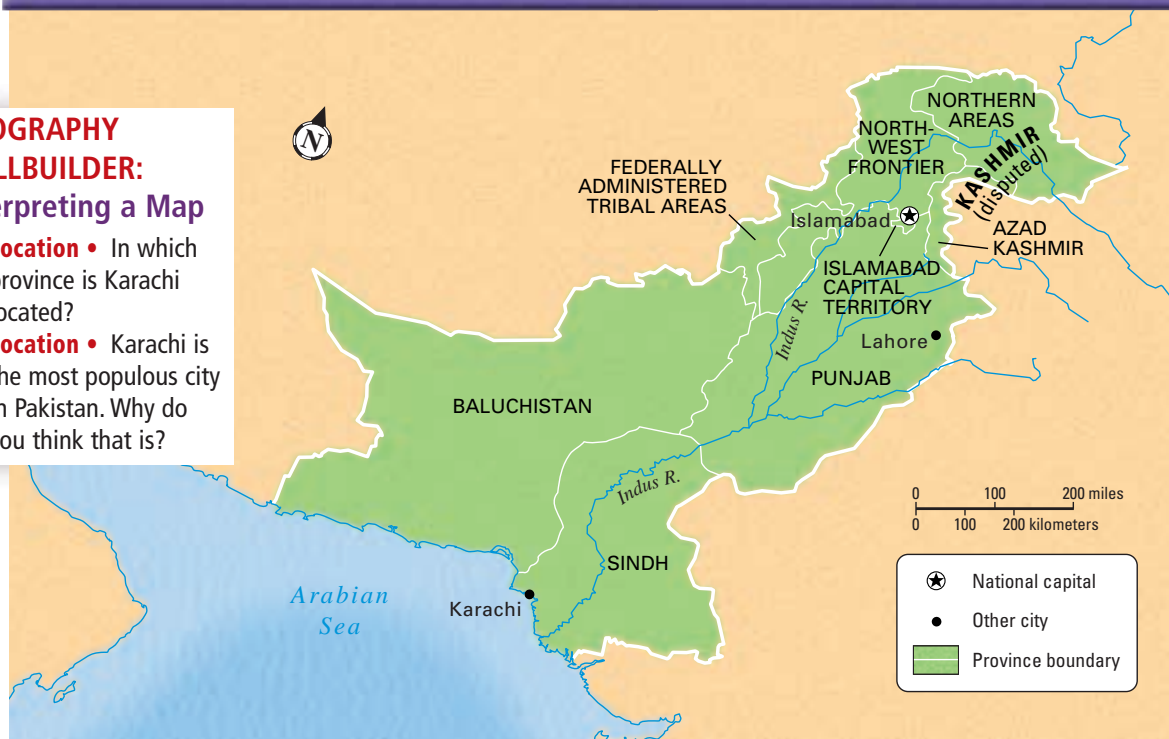 OGRAPHY
LLBUILDER:
erpreting a Map
ocation • In which
province is Karachi
ocated?
ocation • Karachi is
he most populous city
n Pakistan. Why do
ou think that is?
N
NORTHERN
AREAS
NORTH-
WEST
FRONTIER
KASHMIR
(disputed)
FEDERALLY
ADMINISTERED
TRIBAL AREAS
Islamabad
AZAD
KASHMIR
ISLAMABAD
CAPITAL
TERRITORY
Indus R.
Lahore
PUNJAB
BALUCHISTAN
Indus R.
SINDH
Karachi
Arabian
Sea
0 100 200 miles
0 100 200 kilometers
National capital
Other city
Province boundary